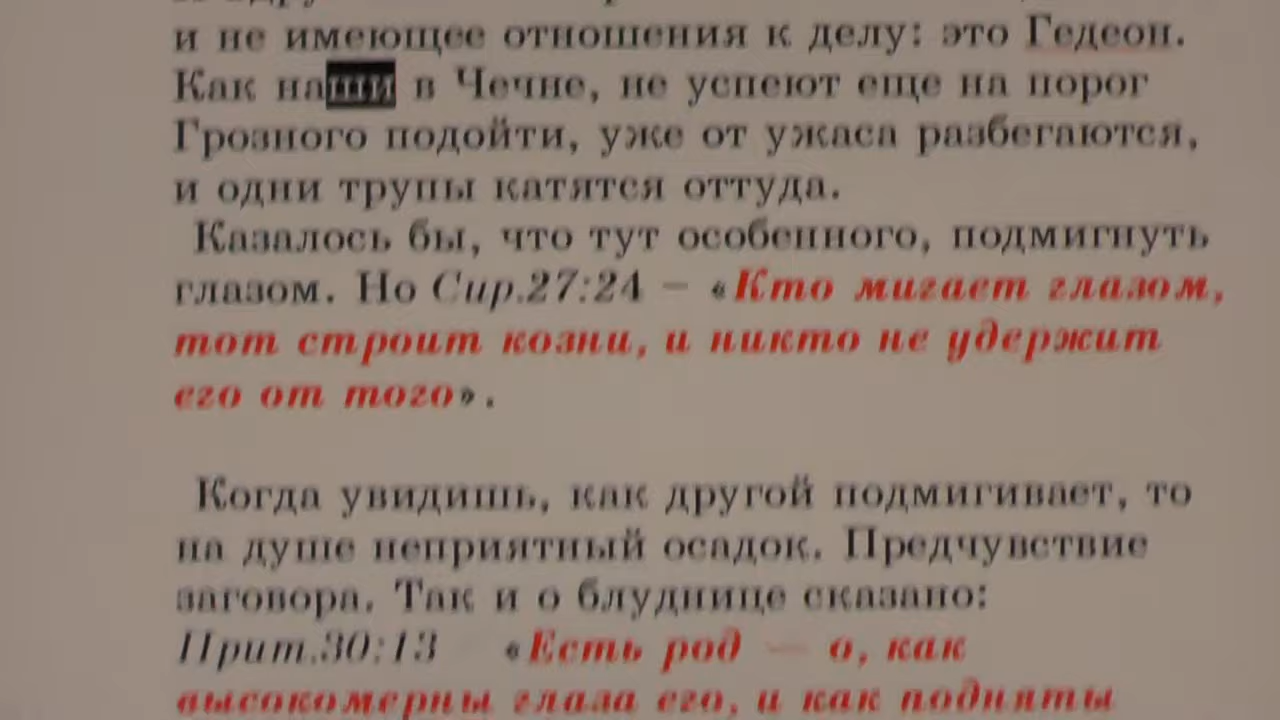 и не имеющее отношения к делу: это Гедеон.
Как наши в Чечне, не успеют еще на порог
Грозного подойти, уже от ужаса разбегаются,
и одни трупы катятся оттуда.
Казалось бы, что тут особенного, подмигнуть
глазом. Но Сир.27:24 – «Кто мигает глазом,
тот строит козни, и никто не удержит
его от того».
Когда увидишь, как другой подмигивает, то
на душе неприятный осадок. Предчувствие
заговора. Так и о блуднице сказано:
Прит.30:13 «Есть род — о, как
высокомерны глаза его, и как подняты